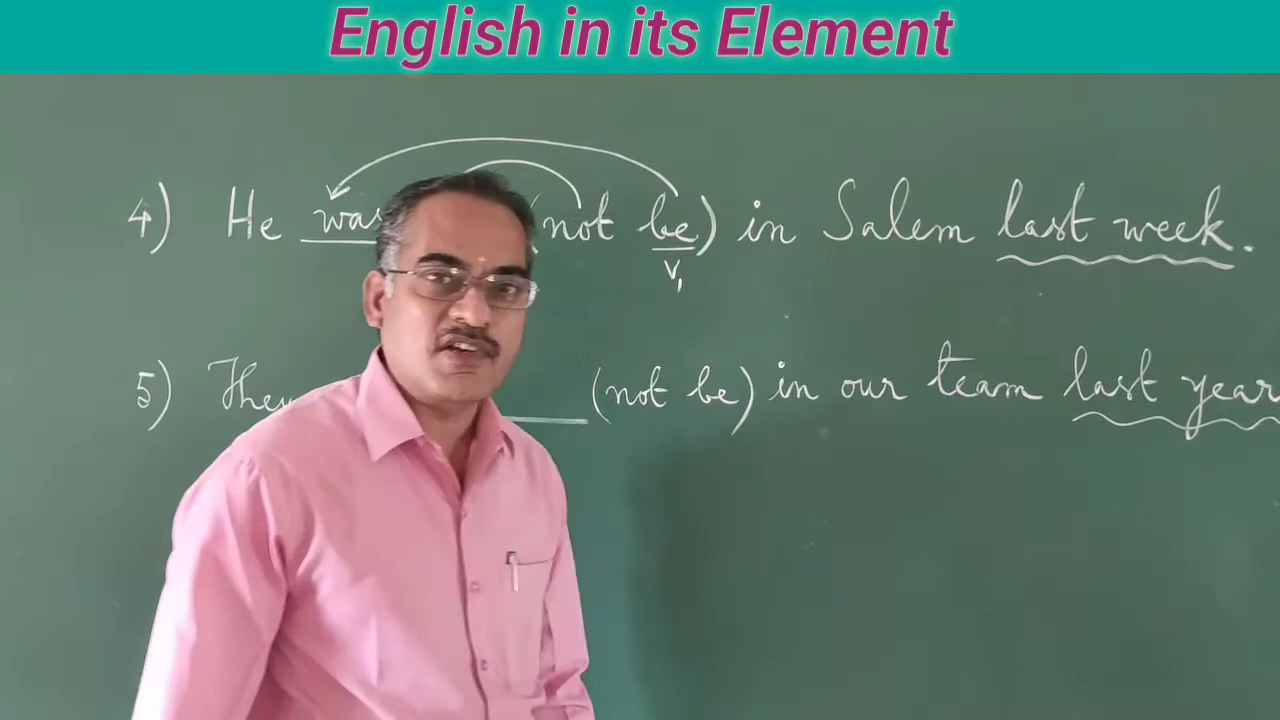 English in its Element
4) He was (not be) in Salem last week.
V1
5) They (not be) in our team last year